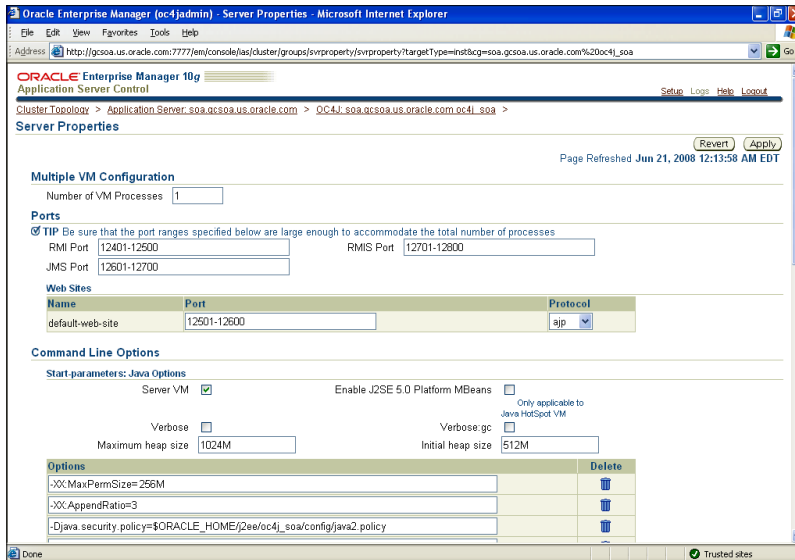 Oracle Enterprise Manager (oc4jadmin) - Server Properties - Microsoft Internet Explorer
File Edit View Favorites Tools Help
Address http://gcsoa.us.oracle.com:7777/em/console/ias/cluster/groups/svrproperty/svrproperty?targetType=inst&cg=soa.gcsoa.us.oracle.com%20oc4j_soa Go
ORACLE Enterprise Manager 10g
Application Server Control
Setup Logs Help Logout
Cluster Topology > Application Server: soa.gcsoa.us.oracle.com > OC4J: soa.gcsoa.us.oracle.com oc4j_soa >
Server Properties
Revert Apply
Page Refreshed Jun 21, 2008 12:13:58 AM EDT
Multiple VM Configuration
Number of VM Processes 1
Ports
TIP Be sure that the port ranges specified below are large enough to accommodate the total number of processes
RMI Port 12401-12500 RMIS Port 12701-12800
JMS Port 12601-12700
Web Sites
Name Port Protocol
default-web-site 12501-12600 ajp
Command Line Options
Start-parameters: Java Options
Server VM Enable J2SE 5.0 Platform MBeans
Only applicable to
Java HotSpot VM
Verbose Verbose:gc
Maximum heap size 1024M Initial heap size 512M
Options Delete
-XX:MaxPermSize=256M
-XX:AppendRatio=3
-Djava.security.policy=$ORACLE_HOME/j2ee/oc4j_soa/config/java2.policy
Done Trusted sites